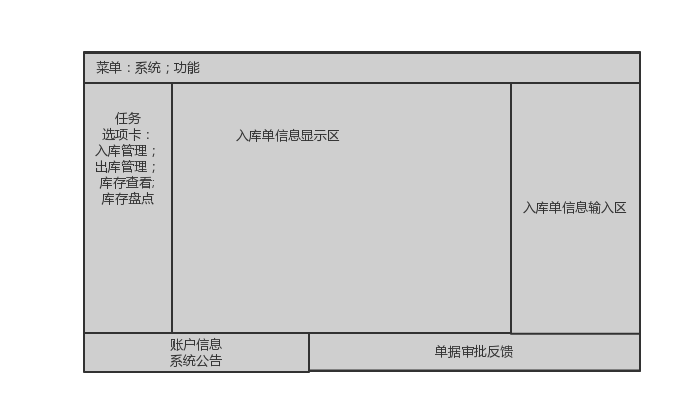 菜单：系统；功能
任务
选项卡：
入库管理；
出库管理；
库存查看;
库存盘点
入库单信息显示区
入库单信息输入区
账户信息
系统公告
单据审批反馈